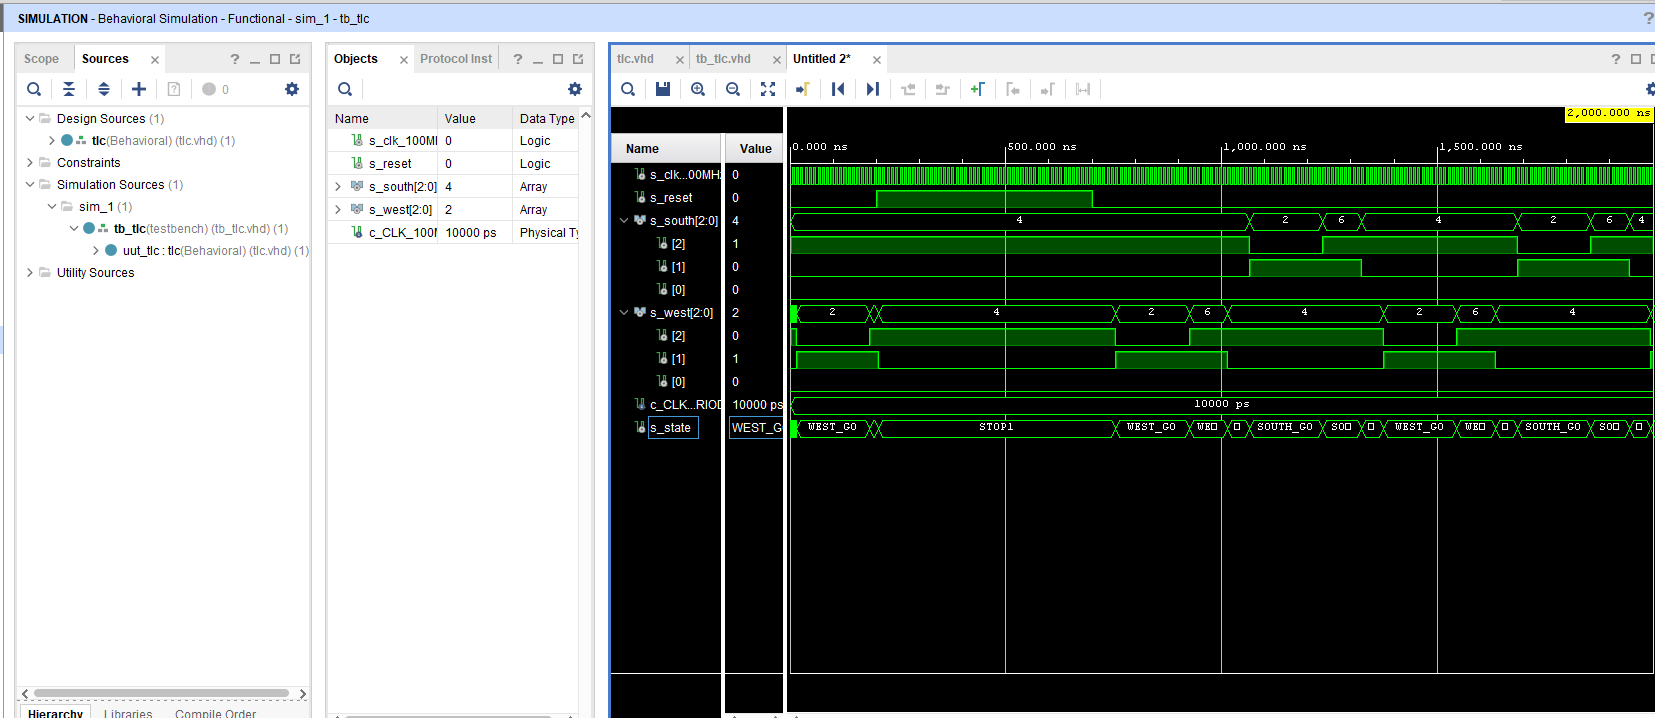 SIMULATION - Behavioral Simulation - Functional - sim_1 - tb_tlc
?
Scope
Sources
?
0
Design Sources (1)
tlc(Behavioral) (tlc.vhd) (1)
Constraints
Simulation Sources (1)
sim_1 (1)
tb_tlc(testbench) (tb_tlc.vhd) (1)
uut_tlc : tlc(Behavioral) (tlc.vhd) (1)
Utility Sources
Hierarchy
Libraries
Compile Order
Objects
Protocol Inst
?
Name Value Data Type
s_clk_100MH 0 Logic
s_reset 0 Logic
s_south[2:0] 4 Array
s_west[2:0] 2 Array
c_CLK_100M 10000 ps Physical Ty
tlc.vhd
tb_tlc.vhd
Untitled 2*
?
2,000.000 ns
Name Value
0.000 ns 500.000 ns 1,000.000 ns 1,500.000 ns
s_clk...00MHz 0
s_reset 0
s_south[2:0] 4 4 2 6 4 2 6 4
[2] 1
[1] 0
[0] 0
s_west[2:0] 2 2 4 2 6 4 2 6 4
[2] 0
[1] 1
[0] 0
c_CLK...RIOD 10000 ps 10000 ps
s_state WEST_G WEST_GO STOP1 WEST_GO WE SOUTH_GO SO WEST_GO WE SOUTH_GO SO